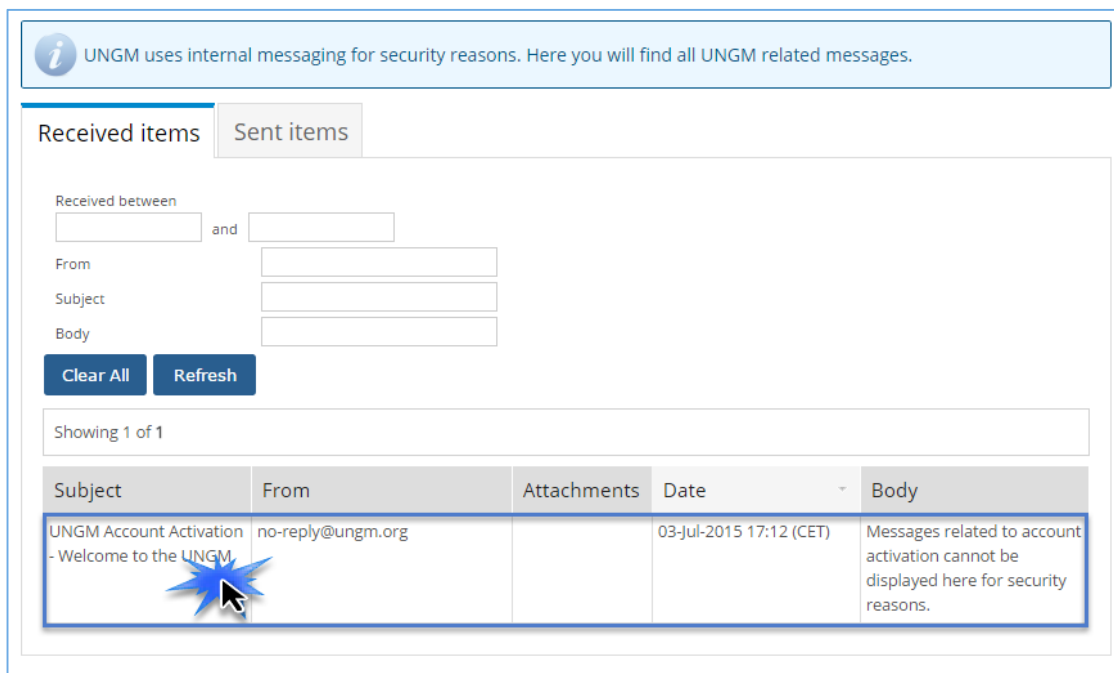 UNGM uses internal messaging for security reasons. Here you will find all UNGM related messages.
Received items
Sent items
Received between
and
From
Subject
Body
Clear All
Refresh
Showing 1 of 1
Subject
From
Attachments
Date
Body
UNGM Account Activation
- Welcome to the UNGM
no-reply@ungm.org
03-Jul-2015 17:12 (CET)
Messages related to account
activation cannot be
displayed here for security
reasons.